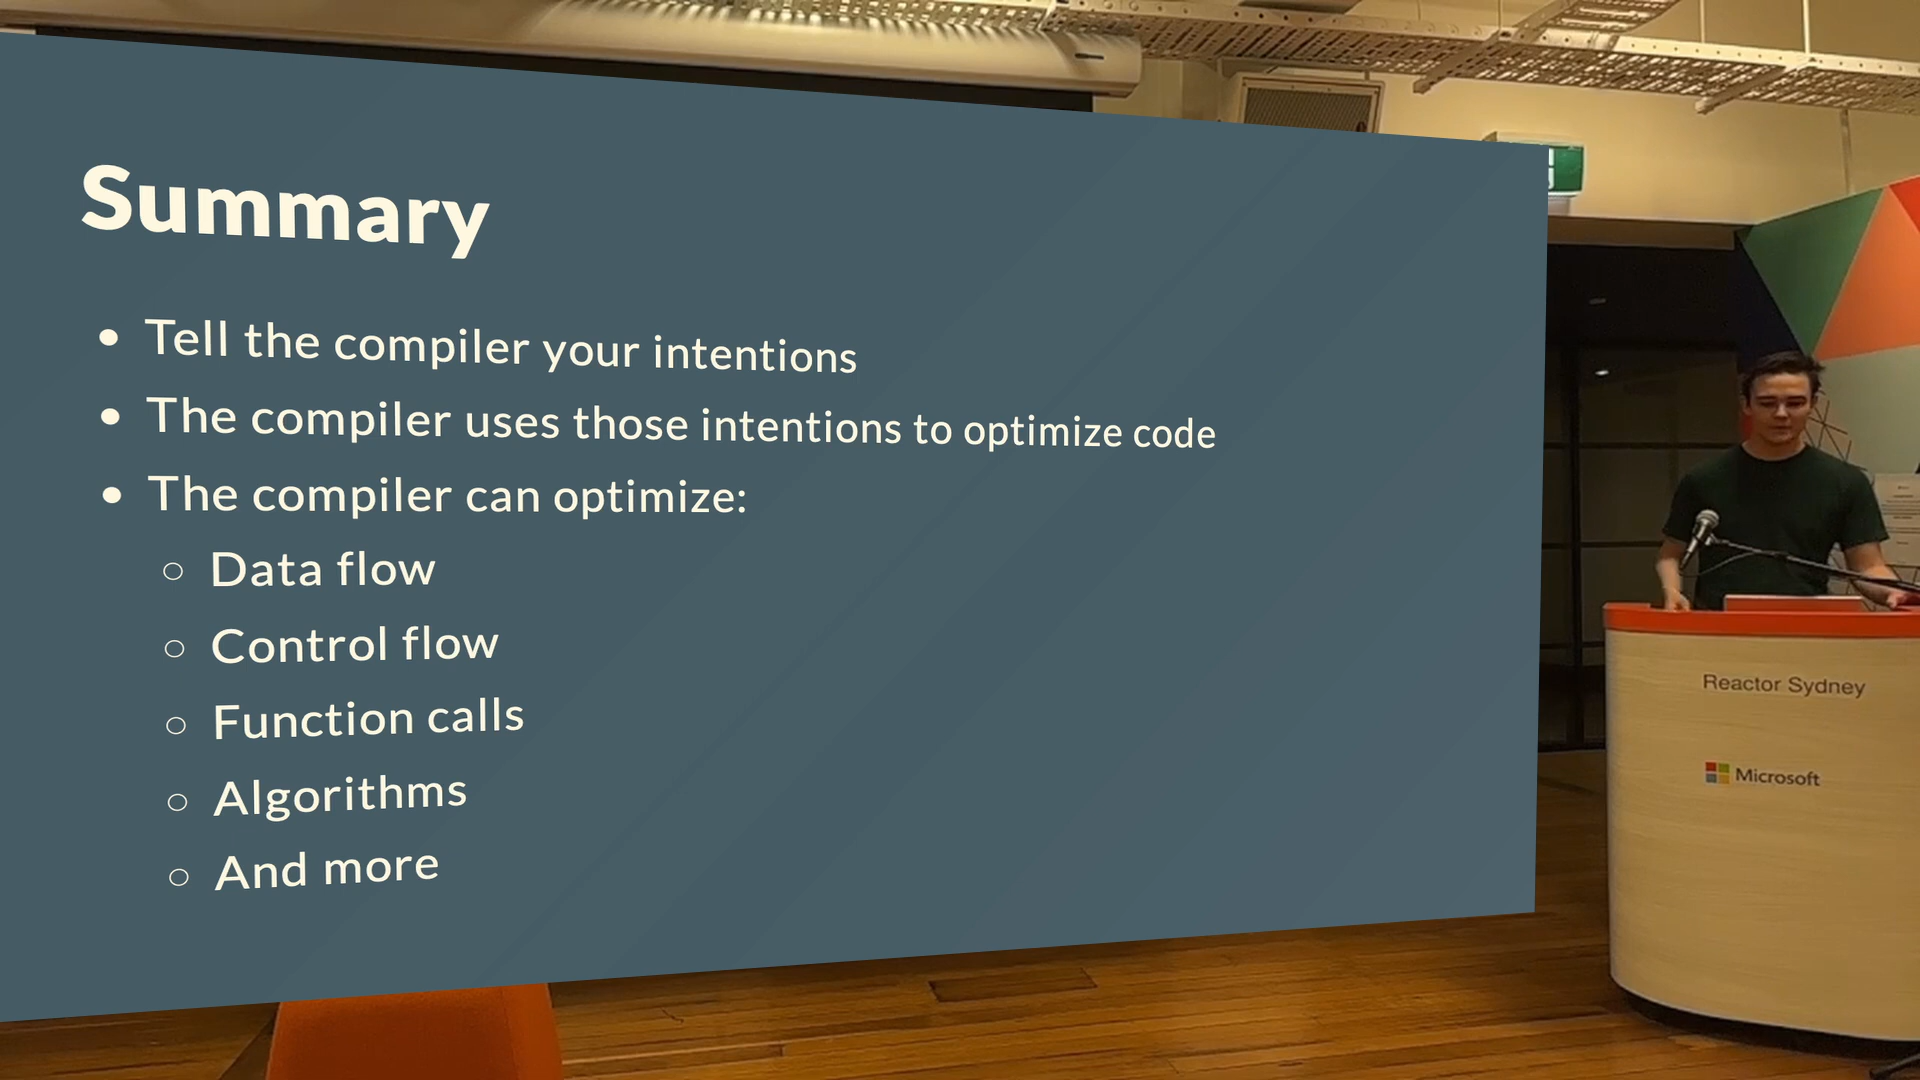 Summary
• Tell the compiler your intentions
• The compiler uses those intentions to optimize code
• The compiler can optimize:
○ Data flow
○ Control flow
○ Function calls
○ Algorithms
○ And more
Reactor Sydney
Microsoft